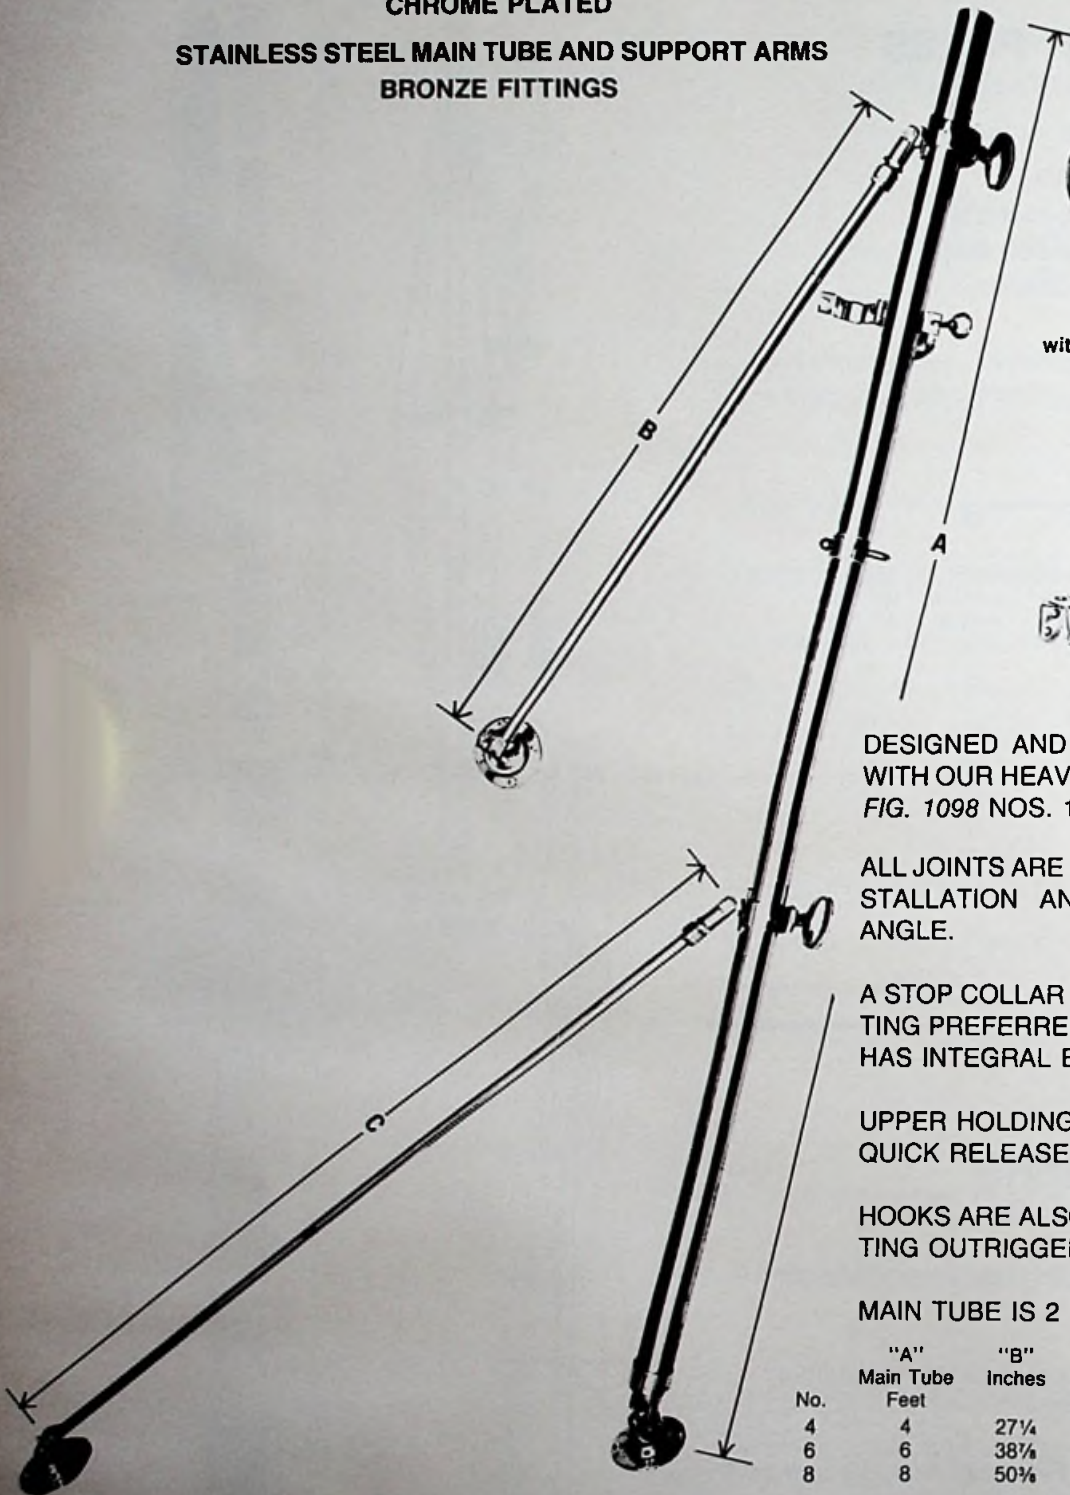 CHROME PLATED
STAINLESS STEEL MAIN TUBE AND SUPPORT ARMS
BRONZE FITTINGS
B
A
C
wit
DESIGNED AND
WITH OUR HEAV
FIG. 1098 NOS. 1
ALL JOINTS ARE
STALLATION AN
ANGLE.
A STOP COLLAR
TING PREFERRE
HAS INTEGRAL E
UPPER HOLDING
QUICK RELEASE
HOOKS ARE ALSO
TING OUTRIGGE
MAIN TUBE IS 2
"A" "B"
Main Tube Inches
No. Feet
4 4 27¼
6 6 38⅞
8 8 50⅜